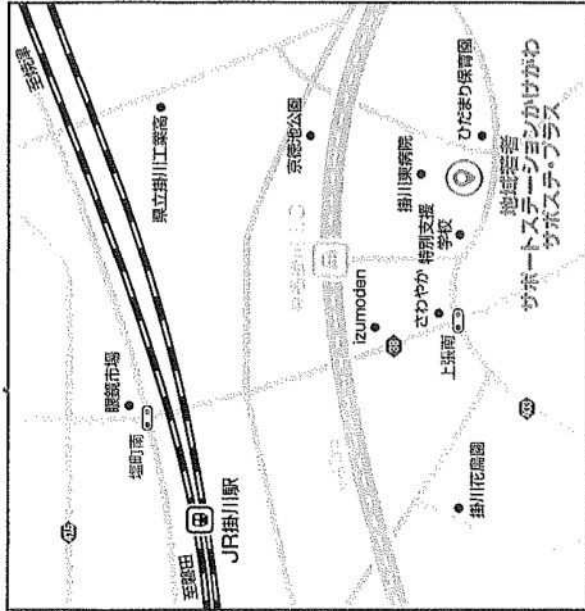 至焼津
県立掛川工業高
眼鏡市場
塩町南
JR掛川駅
至磐田
京徳池公園
izumoden
掛川東病院
特別支援
学校
さわやか
38
上張南
ひだまり保育園
掛川花鳥園
地域若者
サポートステーションかけがわ
サポステ・プラス